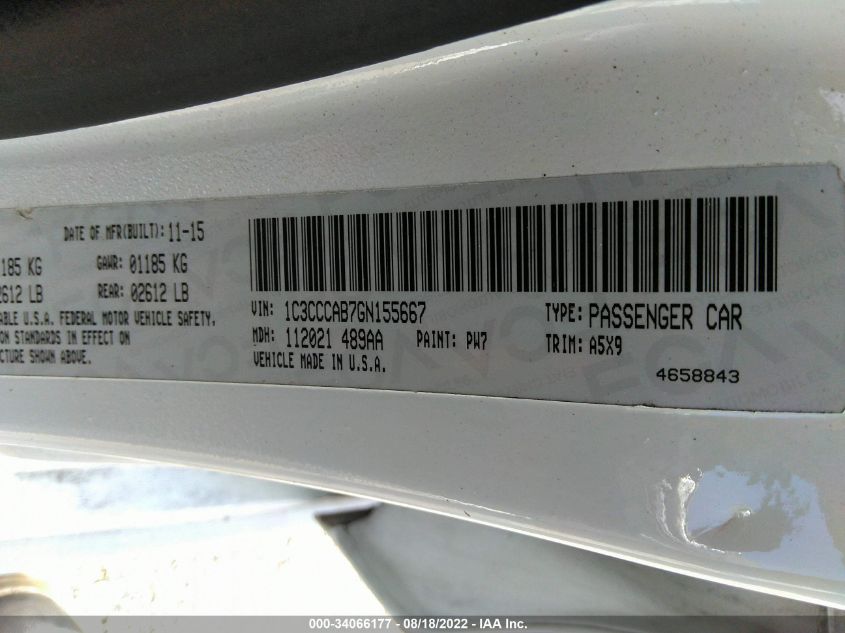 DATE OF MFR(BUILT): 11-15
185 KG GAWR: 01185 KG
2612 LB REAR: 02612 LB
ABLE U.S.A. FEDERAL MOTOR VEHICLE SAFETY,
ON STANDARDS IN EFFECT ON
CTURE SHOWN ABOVE.
VIN: 1C3CCCAB7GN155667 TYPE: PASSENGER CAR
MDH: 112021 489AA PAINT: PW7 TRIM: A5X9
VEHICLE MADE IN U.S.A.
4658843
000-34066177 - 08/18/2022 - IAA Inc.